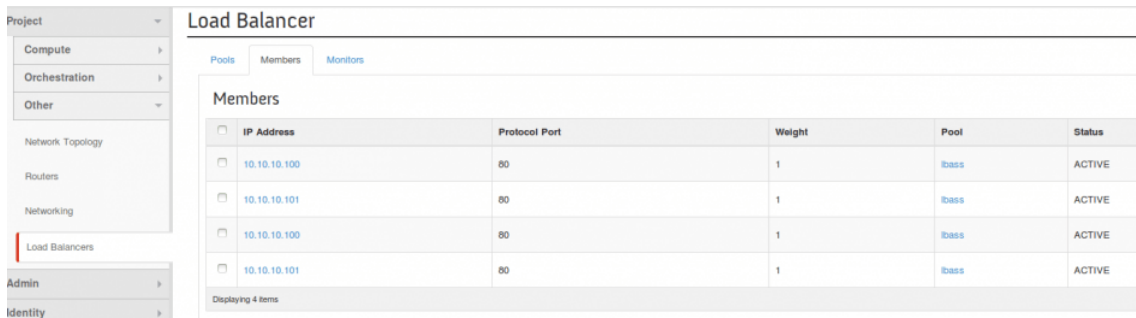 Project
Compute
Orchestration
Other
Network Topology
Routers
Networking
Load Balancers
Admin
Identity
Load Balancer
Pools Members Monitors
Members
IP Address Protocol Port Weight Pool Status
10.10.10.100 80 1 lbass ACTIVE
10.10.10.101 80 1 lbass ACTIVE
10.10.10.100 80 1 lbass ACTIVE
10.10.10.101 80 1 lbass ACTIVE
Displaying 4 items